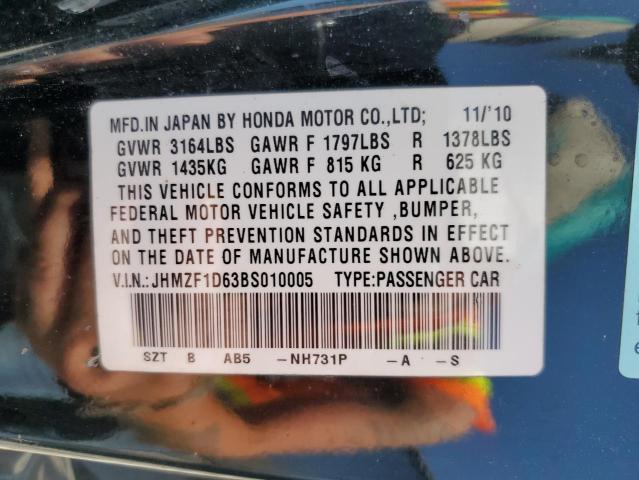 MFD.IN JAPAN BY HONDA MOTOR CO.,LTD; 11/'10
GVWR 3164LBS GAWR F 1797LBS R 1378LBS
GVWR 1435KG GAWR F 815 KG R 625 KG
THIS VEHICLE CONFORMS TO ALL APPLICABLE
FEDERAL MOTOR VEHICLE SAFETY ,BUMPER,
AND THEFT PREVENTION STANDARDS IN EFFECT
ON THE DATE OF MANUFACTURE SHOWN ABOVE.
V.I.N.:JHMZF1D63BS010005 TYPE:PASSENGER CAR
SZT B AB5 -NH731P -A -S